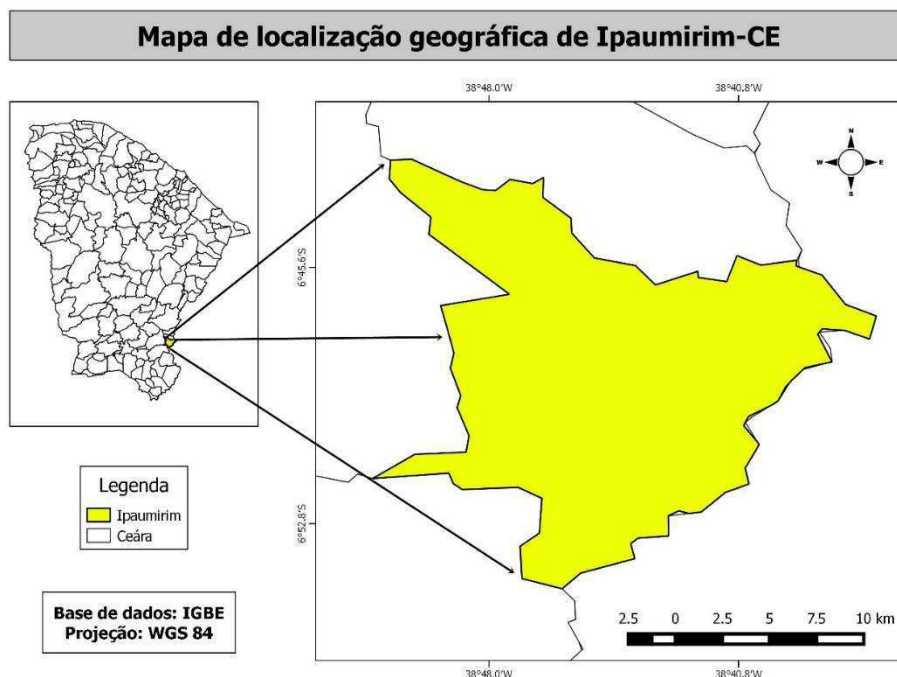 Mapa de localização geográfica de Ipaumirim-CE
38°48.0'W 38°40.8'W
N
W E
S
6°45.6'S
6°52.8'S
Legenda
Ipaumirim
Ceára
Base de dados: IGBE
Projeção: WGS 84
2.5 0 2.5 5 7.5 10 km
38°48.0'W 38°40.8'W